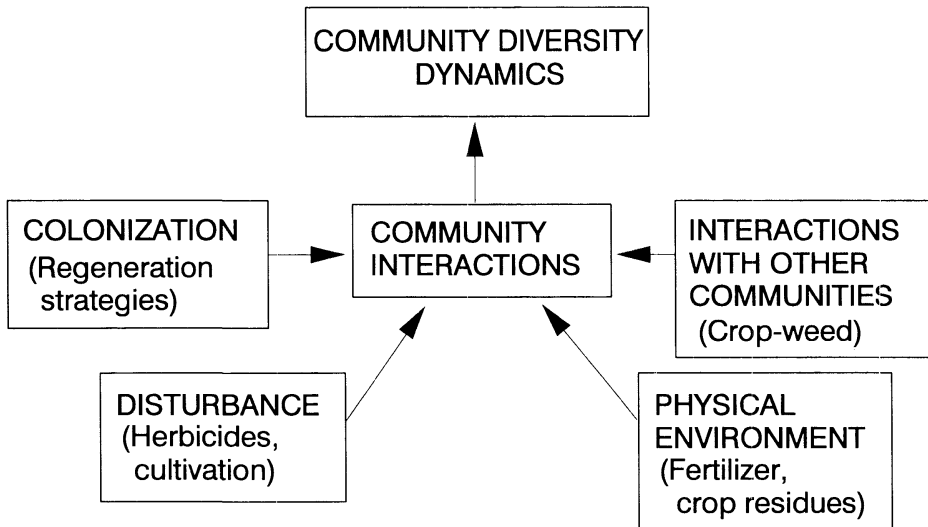 COMMUNITY DIVERSITY
DYNAMICS
COLONIZATION
(Regeneration
strategies)
COMMUNITY
INTERACTIONS
INTERACTIONS
WITH OTHER
COMMUNITIES
(Crop-weed)
DISTURBANCE
(Herbicides,
cultivation)
PHYSICAL
ENVIRONMENT
(Fertilizer,
crop residues)